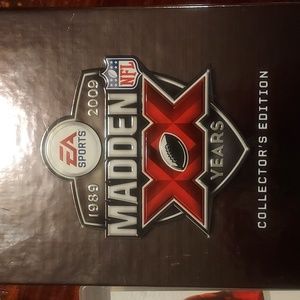 EA
SPORTS
1989
2009
NFL
MADDEN
XX
YEARS
COLLECTOR'S EDITION